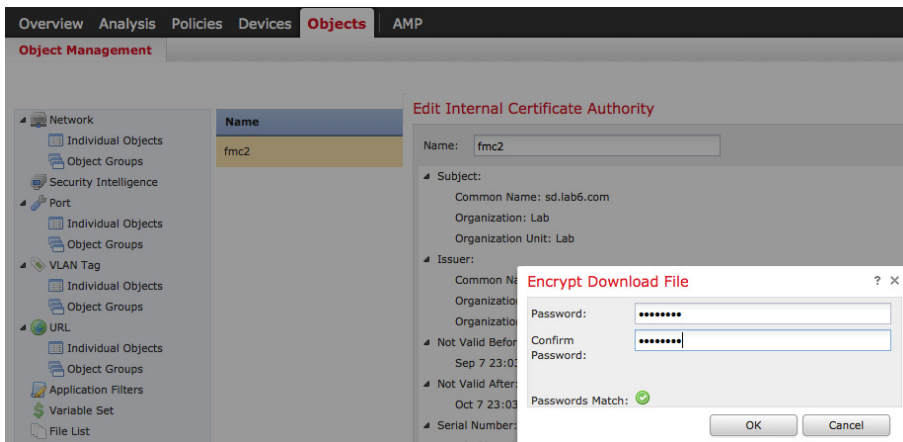 Overview Analysis Policies Devices Objects AMP
Object Management
Network
Individual Objects
Object Groups
Security Intelligence
Port
Individual Objects
Object Groups
VLAN Tag
Individual Objects
Object Groups
URL
Individual Objects
Object Groups
Application Filters
Variable Set
File List
Name
fmc2
Edit Internal Certificate Authority
Name: fmc2
Subject:
Common Name: sd.lab6.com
Organization: Lab
Organization Unit: Lab
Issuer:
Common Na
Organizatio
Organizatio
Not Valid Befor
Sep 7 23:03
Not Valid After:
Oct 7 23:03
Serial Number:
Encrypt Download File ? ×
Password: ••••••••
Confirm
Password: ••••••••
Passwords Match:
OK Cancel